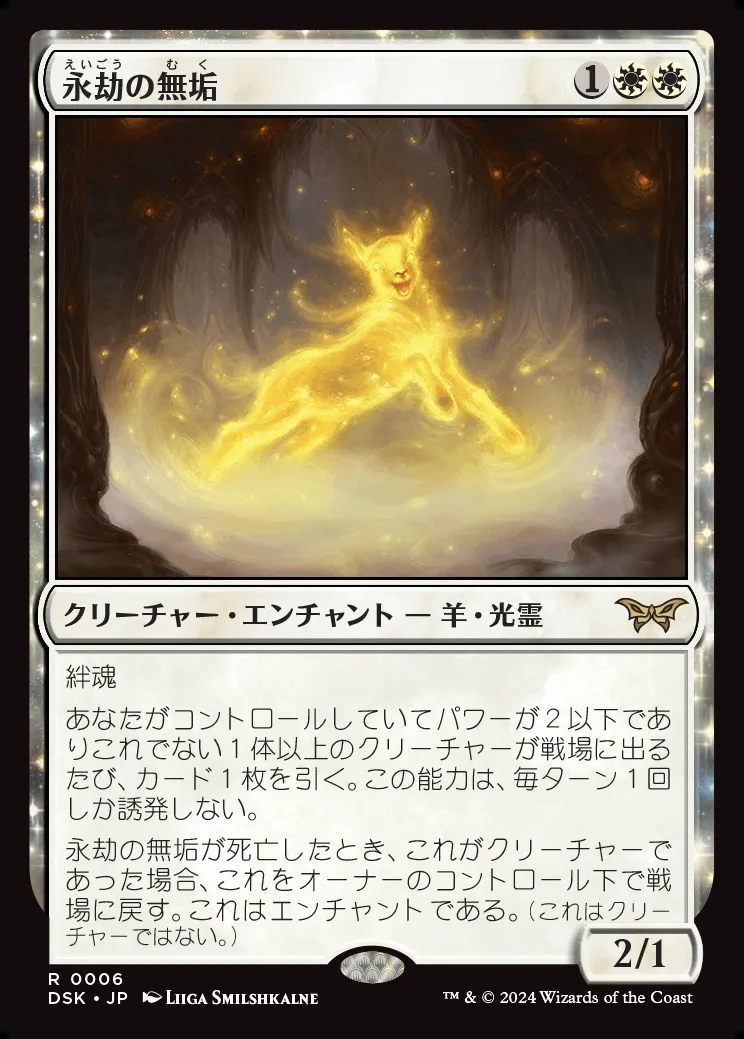 えいごう むく
永劫の無垢 1
クリーチャー・エンチャント — 羊・光霊
絆魂
あなたがコントロールしていてパワーが２以下であ
りこれでない１体以上のクリーチャーが戦場に出る
たび、カード１枚を引く。この能力は、毎ターン１回
しか誘発しない。
永劫の無垢が死亡したとき、これがクリーチャーで
あった場合、これをオーナーのコントロール下で戦
場に戻す。これはエンチャントである。（これはクリー
チャーではない。）
2/1
R 0006
DSK • JP Liiga Smilshkalne
™ & © 2024 Wizards of the Coast